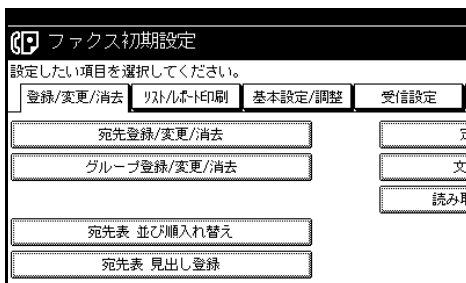 ファクス初期設定
設定したい項目を選択してください。
登録/変更/消去 リスト/レポート印刷 基本設定/調整 受信設定
宛先登録/変更/消去
グループ登録/変更/消去 文
読み取
宛先表 並び順入れ替え
宛先表 見出し登録